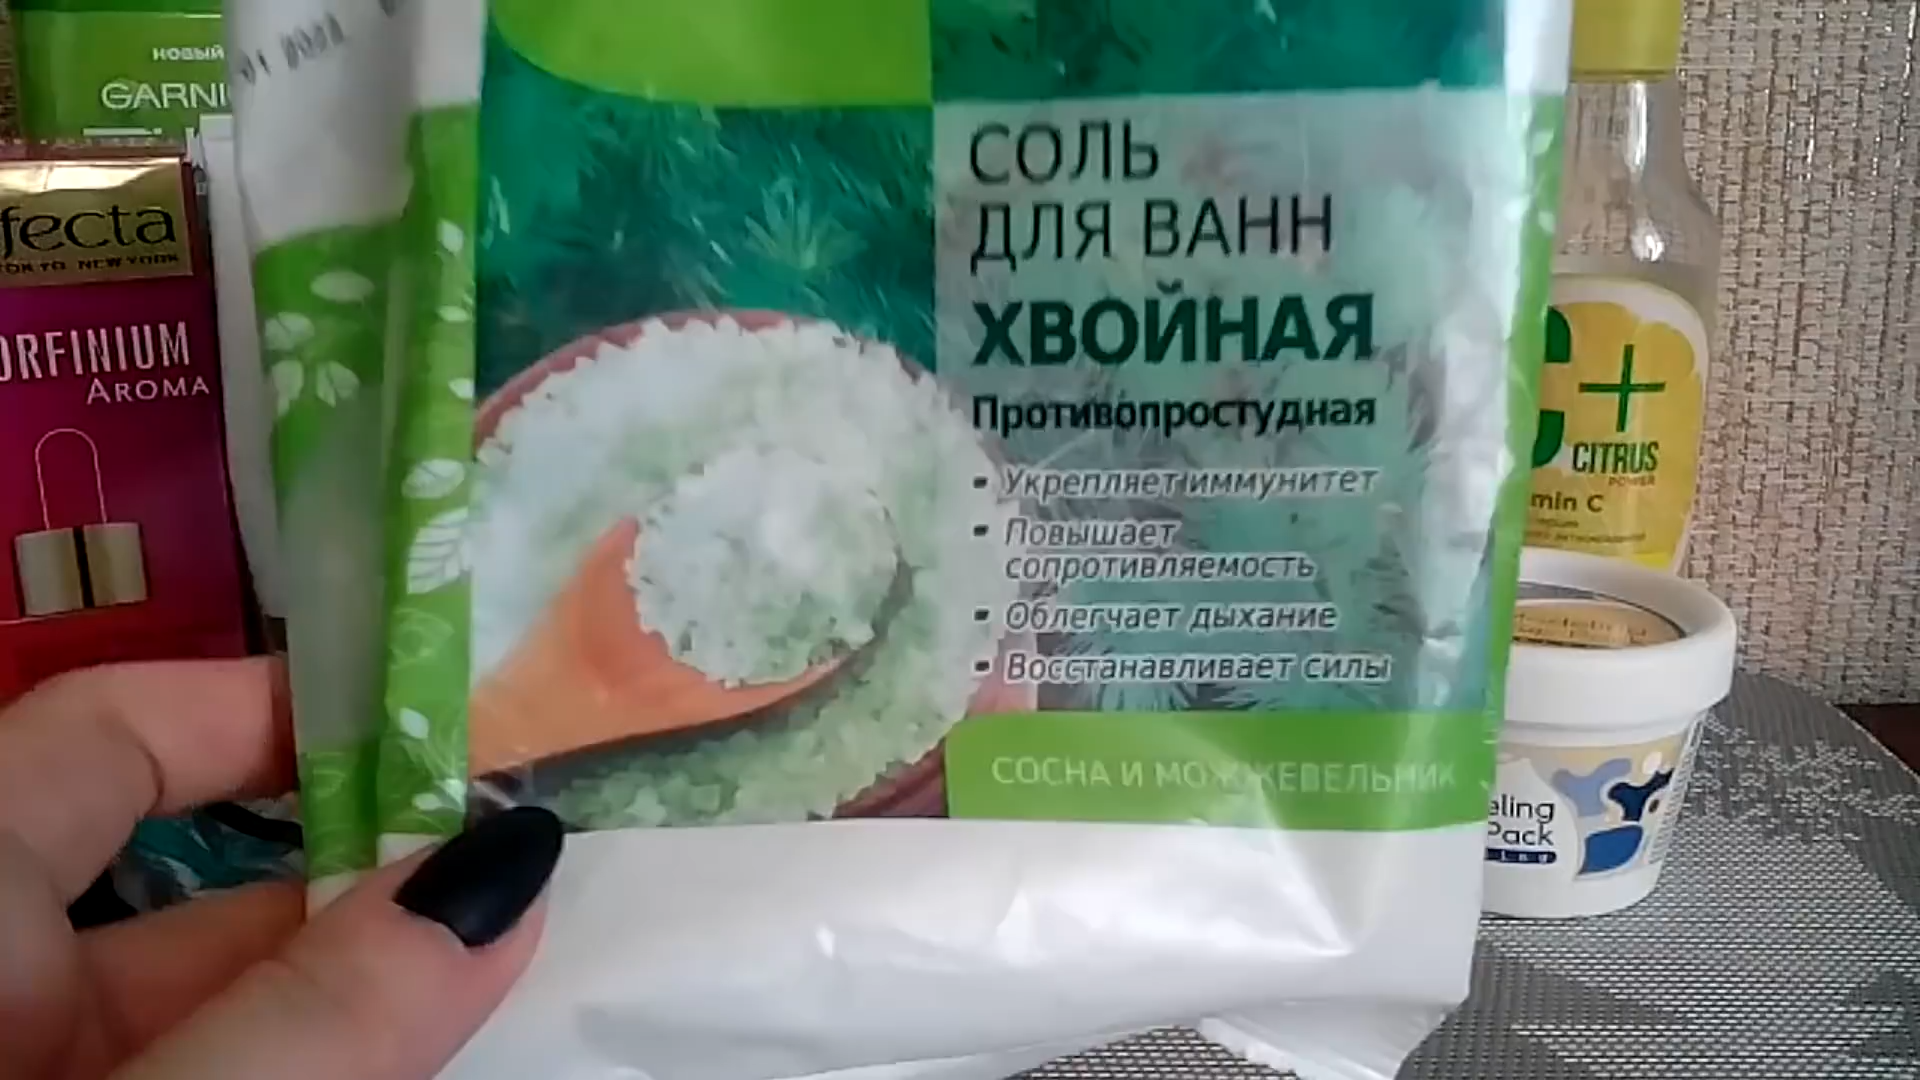 новый
GARNI
fecta
NEW YORK
ORFINIUM
AROMA
СОЛЬ
ДЛЯ ВАНН
ХВОЙНАЯ
Противопростудная
▪ Укрепляет иммунитет
▪ Повышает
сопротивляемость
▪ Облегчает дыхание
▪ Восстанавливает силы
СОСНА И МОЖЖЕВЕЛЬНИК
C+
CITRUS
POWER
min C
eling
Pack